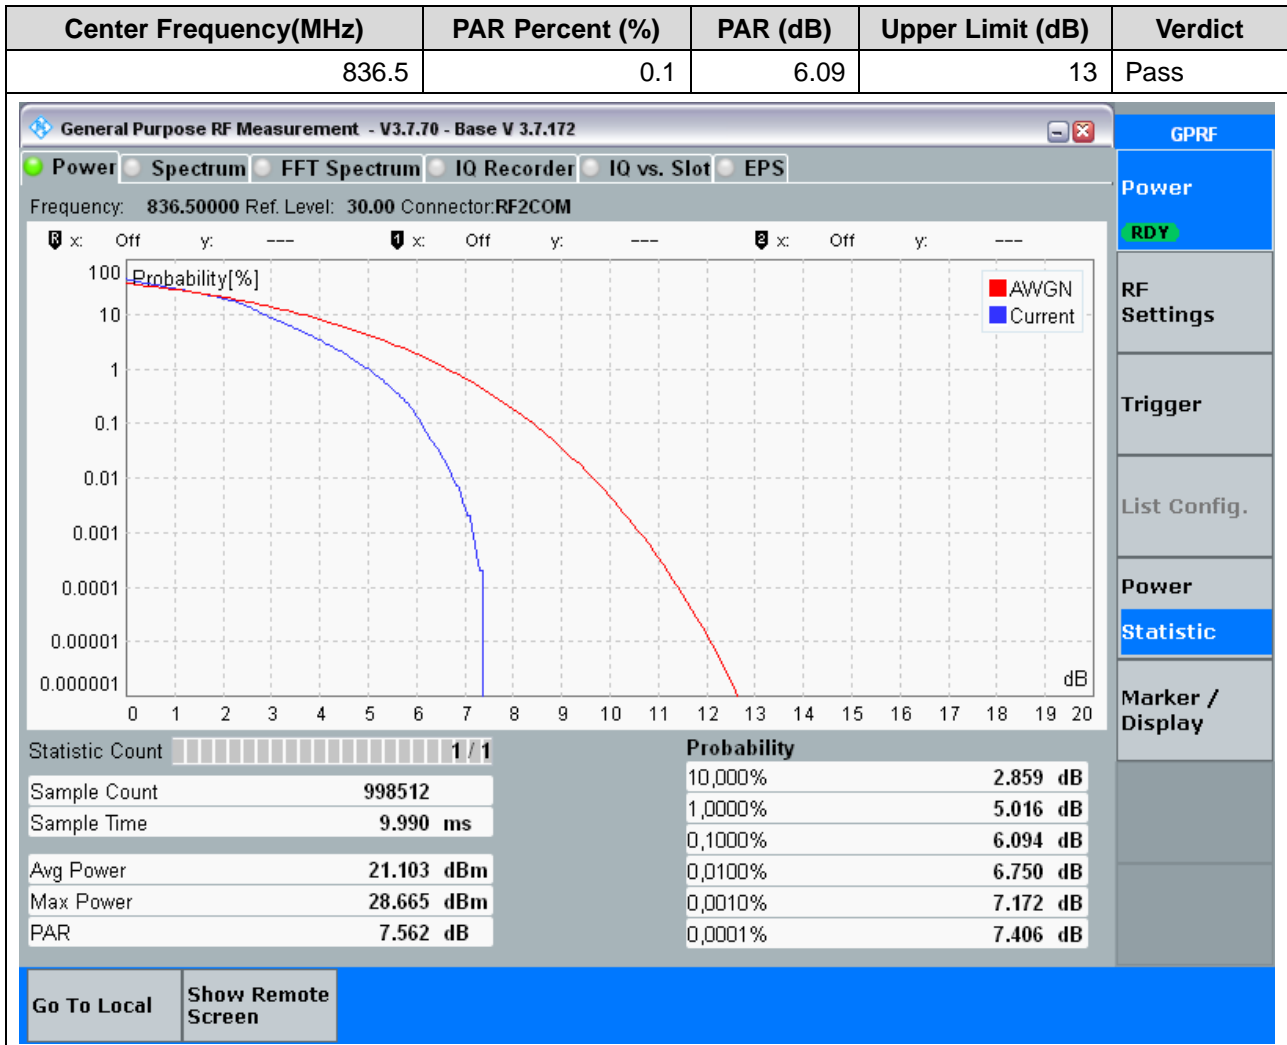 Center Frequency(MHz) PAR Percent (%) PAR (dB) Upper Limit (dB) Verdict
836.5 0.1 6.09 13 Pass
General Purpose RF Measurement - V3.7.70 - Base V 3.7.172
GPRF
Power Spectrum FFT Spectrum IQ Recorder IQ vs. Slot EPS
Power
RDY
Frequency: 836.50000 Ref. Level: 30.00 Connector:RF2COM
R x: Off y: --- 1 x: Off y: --- 2 x: Off y: ---
Probability[%]
AWGN
Current
100
10
1
0.1
0.01
0.001
0.0001
0.00001
0.000001
dB
0 1 2 3 4 5 6 7 8 9 10 11 12 13 14 15 16 17 18 19 20
RF
Settings
Trigger
List Config.
Power
Statistic
Marker /
Display
Statistic Count 1 / 1
Sample Count 998512
Sample Time 9.990 ms
Avg Power 21.103 dBm
Max Power 28.665 dBm
PAR 7.562 dB
Probability
10,000% 2.859 dB
1,0000% 5.016 dB
0,1000% 6.094 dB
0,0100% 6.750 dB
0,0010% 7.172 dB
0,0001% 7.406 dB
Go To Local
Show Remote
Screen